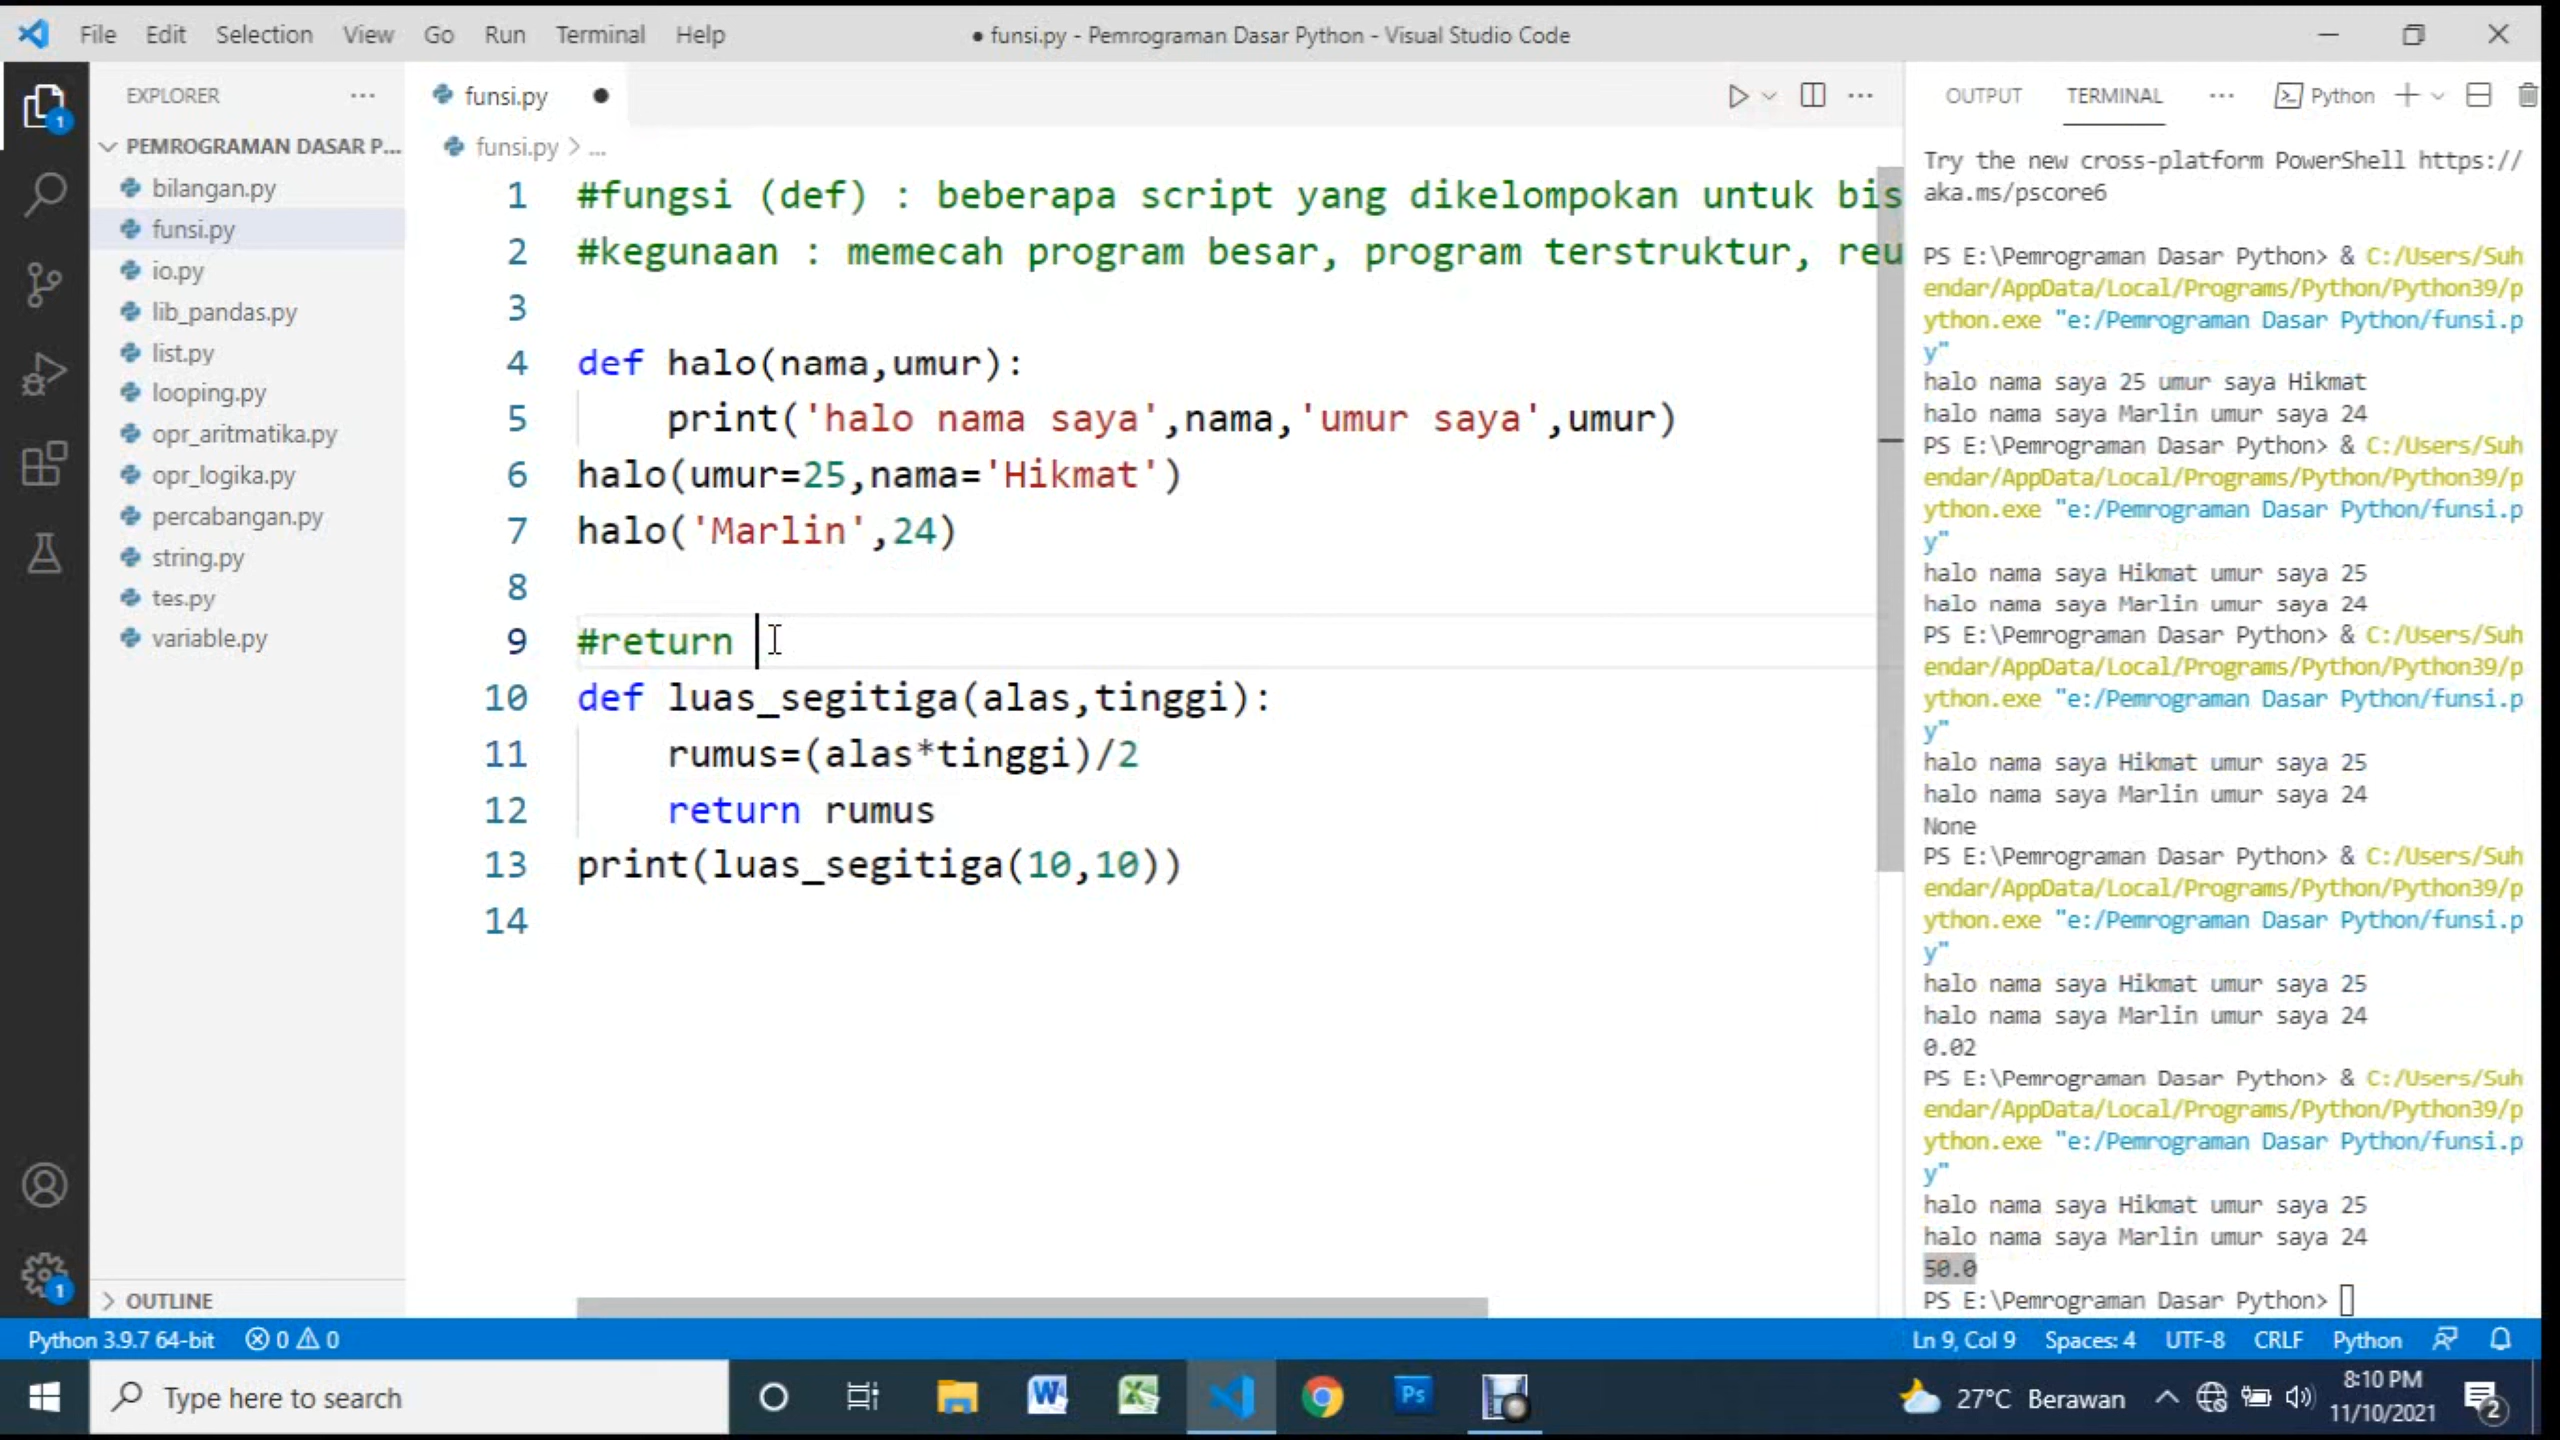 File Edit Selection View Go Run Terminal Help
● funsi.py - Pemrograman Dasar Python - Visual Studio Code
EXPLORER
PEMROGRAMAN DASAR P...
bilangan.py
funsi.py
io.py
lib_pandas.py
list.py
looping.py
opr_aritmatika.py
opr_logika.py
percabangan.py
string.py
tes.py
variable.py
OUTLINE
1
1
funsi.py
funsi.py > ...
1 #fungsi (def) : beberapa script yang dikelompokan untuk bis
2 #kegunaan : memecah program besar, program terstruktur, reu
3
4 def halo(nama,umur):
5     print('halo nama saya',nama,'umur saya',umur)
6 halo(umur=25,nama='Hikmat')
7 halo('Marlin',24)
8
9 #return
10 def luas_segitiga(alas,tinggi):
11     rumus=(alas*tinggi)/2
12     return rumus
13 print(luas_segitiga(10,10))
14
OUTPUT TERMINAL ... Python
Try the new cross-platform PowerShell https://
aka.ms/pscore6
PS E:\Pemrograman Dasar Python> & C:/Users/Suh
endar/AppData/Local/Programs/Python/Python39/p
ython.exe "e:/Pemrograman Dasar Python/funsi.p
y"
halo nama saya 25 umur saya Hikmat
halo nama saya Marlin umur saya 24
PS E:\Pemrograman Dasar Python> & C:/Users/Suh
endar/AppData/Local/Programs/Python/Python39/p
ython.exe "e:/Pemrograman Dasar Python/funsi.p
y"
halo nama saya Hikmat umur saya 25
halo nama saya Marlin umur saya 24
PS E:\Pemrograman Dasar Python> & C:/Users/Suh
endar/AppData/Local/Programs/Python/Python39/p
ython.exe "e:/Pemrograman Dasar Python/funsi.p
y"
halo nama saya Hikmat umur saya 25
halo nama saya Marlin umur saya 24
None
PS E:\Pemrograman Dasar Python> & C:/Users/Suh
endar/AppData/Local/Programs/Python/Python39/p
ython.exe "e:/Pemrograman Dasar Python/funsi.p
y"
halo nama saya Hikmat umur saya 25
halo nama saya Marlin umur saya 24
0.02
PS E:\Pemrograman Dasar Python> & C:/Users/Suh
endar/AppData/Local/Programs/Python/Python39/p
ython.exe "e:/Pemrograman Dasar Python/funsi.p
y"
halo nama saya Hikmat umur saya 25
halo nama saya Marlin umur saya 24
50.0
PS E:\Pemrograman Dasar Python>
Python 3.9.7 64-bit 0 0 Ln 9, Col 9 Spaces: 4 UTF-8 CRLF Python
Type here to search
W
X
Ps
27°C Berawan
8:10 PM
11/10/2021
2